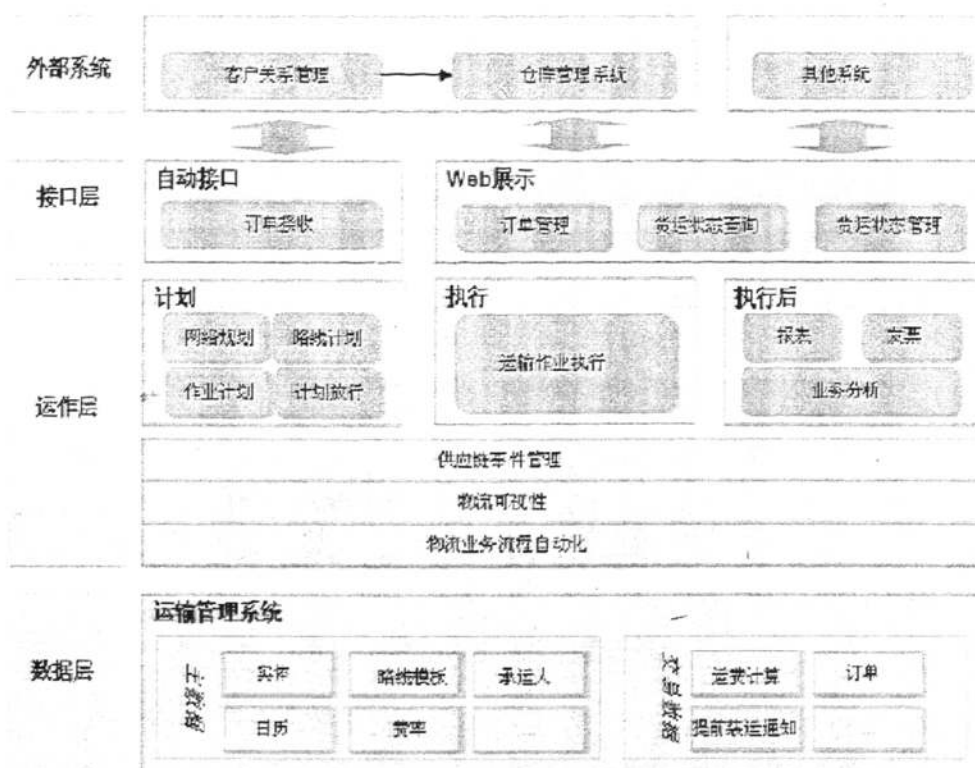 外部系统
客户关系管理
仓库管理系统
其他系统
接口层
自动接口
订单接收
Web展示
订单管理
货运状态查询
货运状态管理
运作层
计划
网络规划
路线计划
作业计划
计划放行
执行
运输作业执行
执行后
报表
发票
业务分析
供应链事件管理
物流可视性
物流业务流程自动化
数据层
运输管理系统
主数据
实体
路线模板
承运人
日历
费率
...
交易数据
运费计算
订单
提前装运通知
...